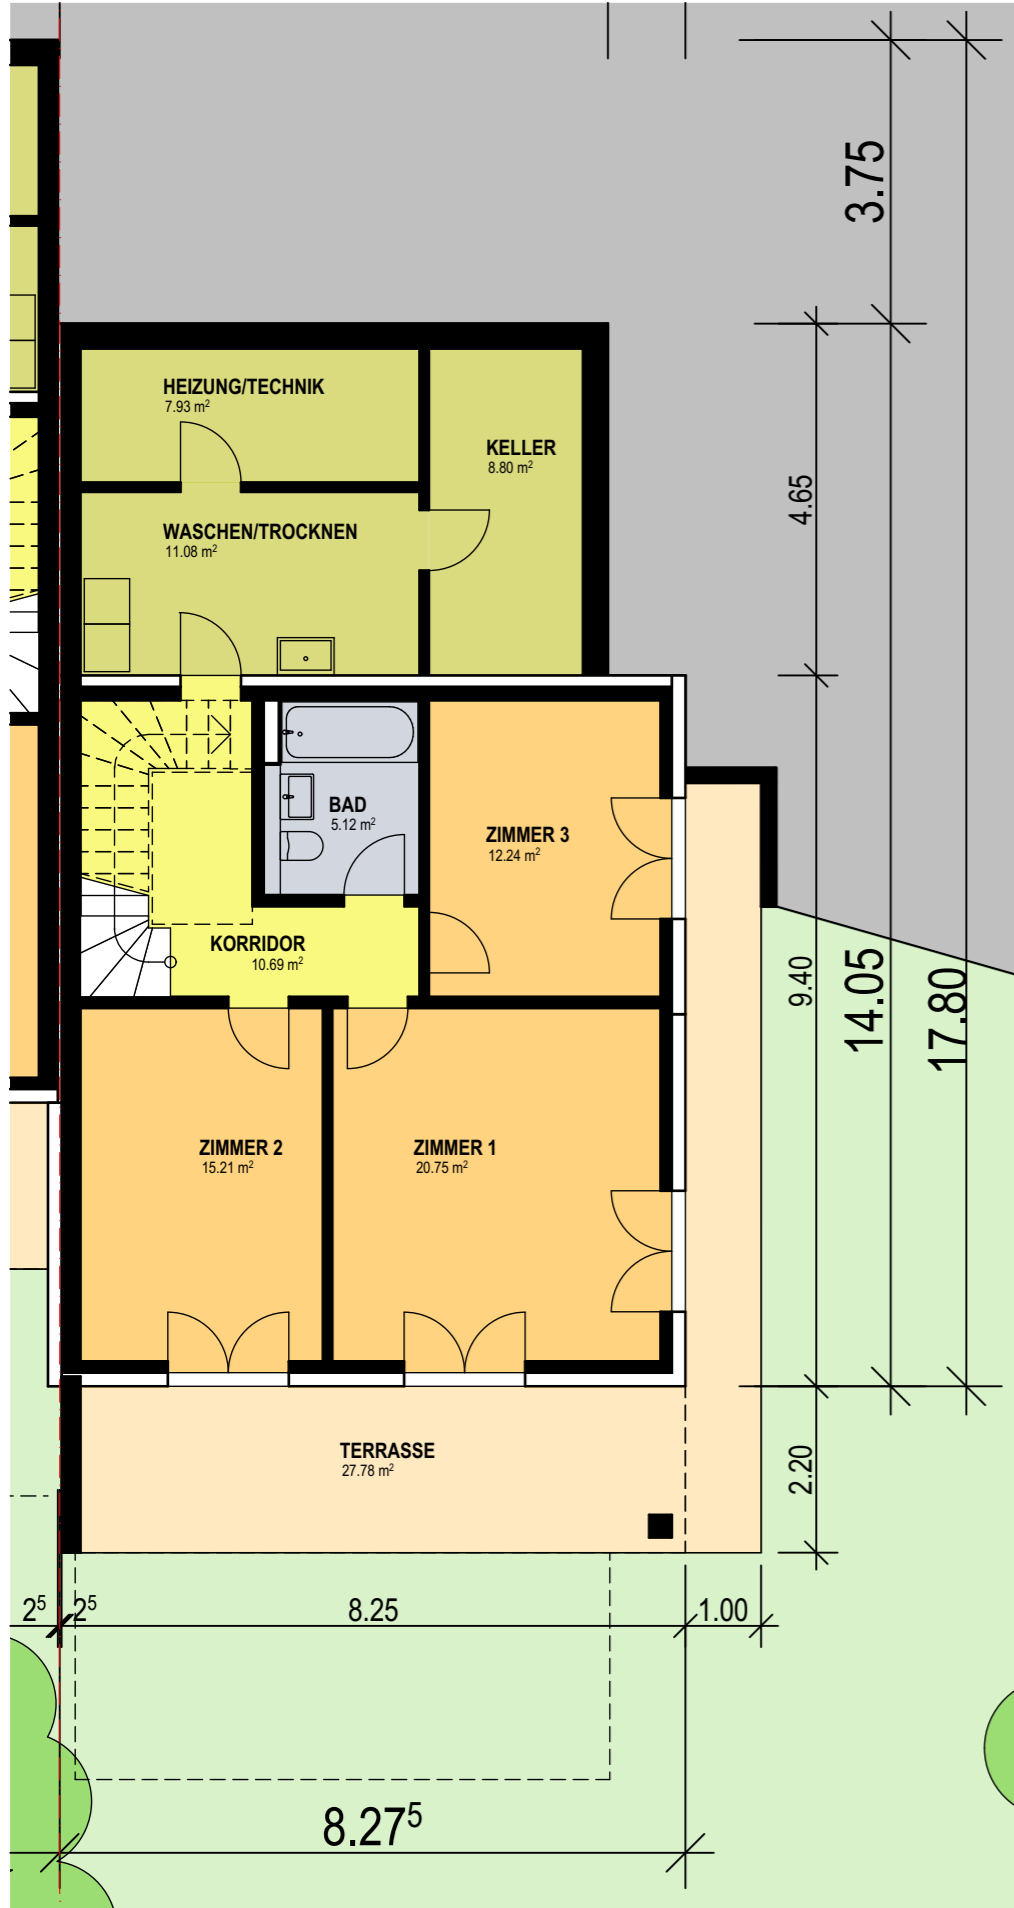 3.75
HEIZUNG/TECHNIK
7.93 m²
KELLER
8.80 m²
4.65
WASCHEN/TROCKNEN
11.08 m²
BAD
5.12 m²
ZIMMER 3
12.24 m²
KORRIDOR
10.69 m²
9.40
14.05
17.80
ZIMMER 2
15.21 m²
ZIMMER 1
20.75 m²
TERRASSE
27.78 m²
2.20
2⁵
2⁵
8.25
1.00
8.27⁵